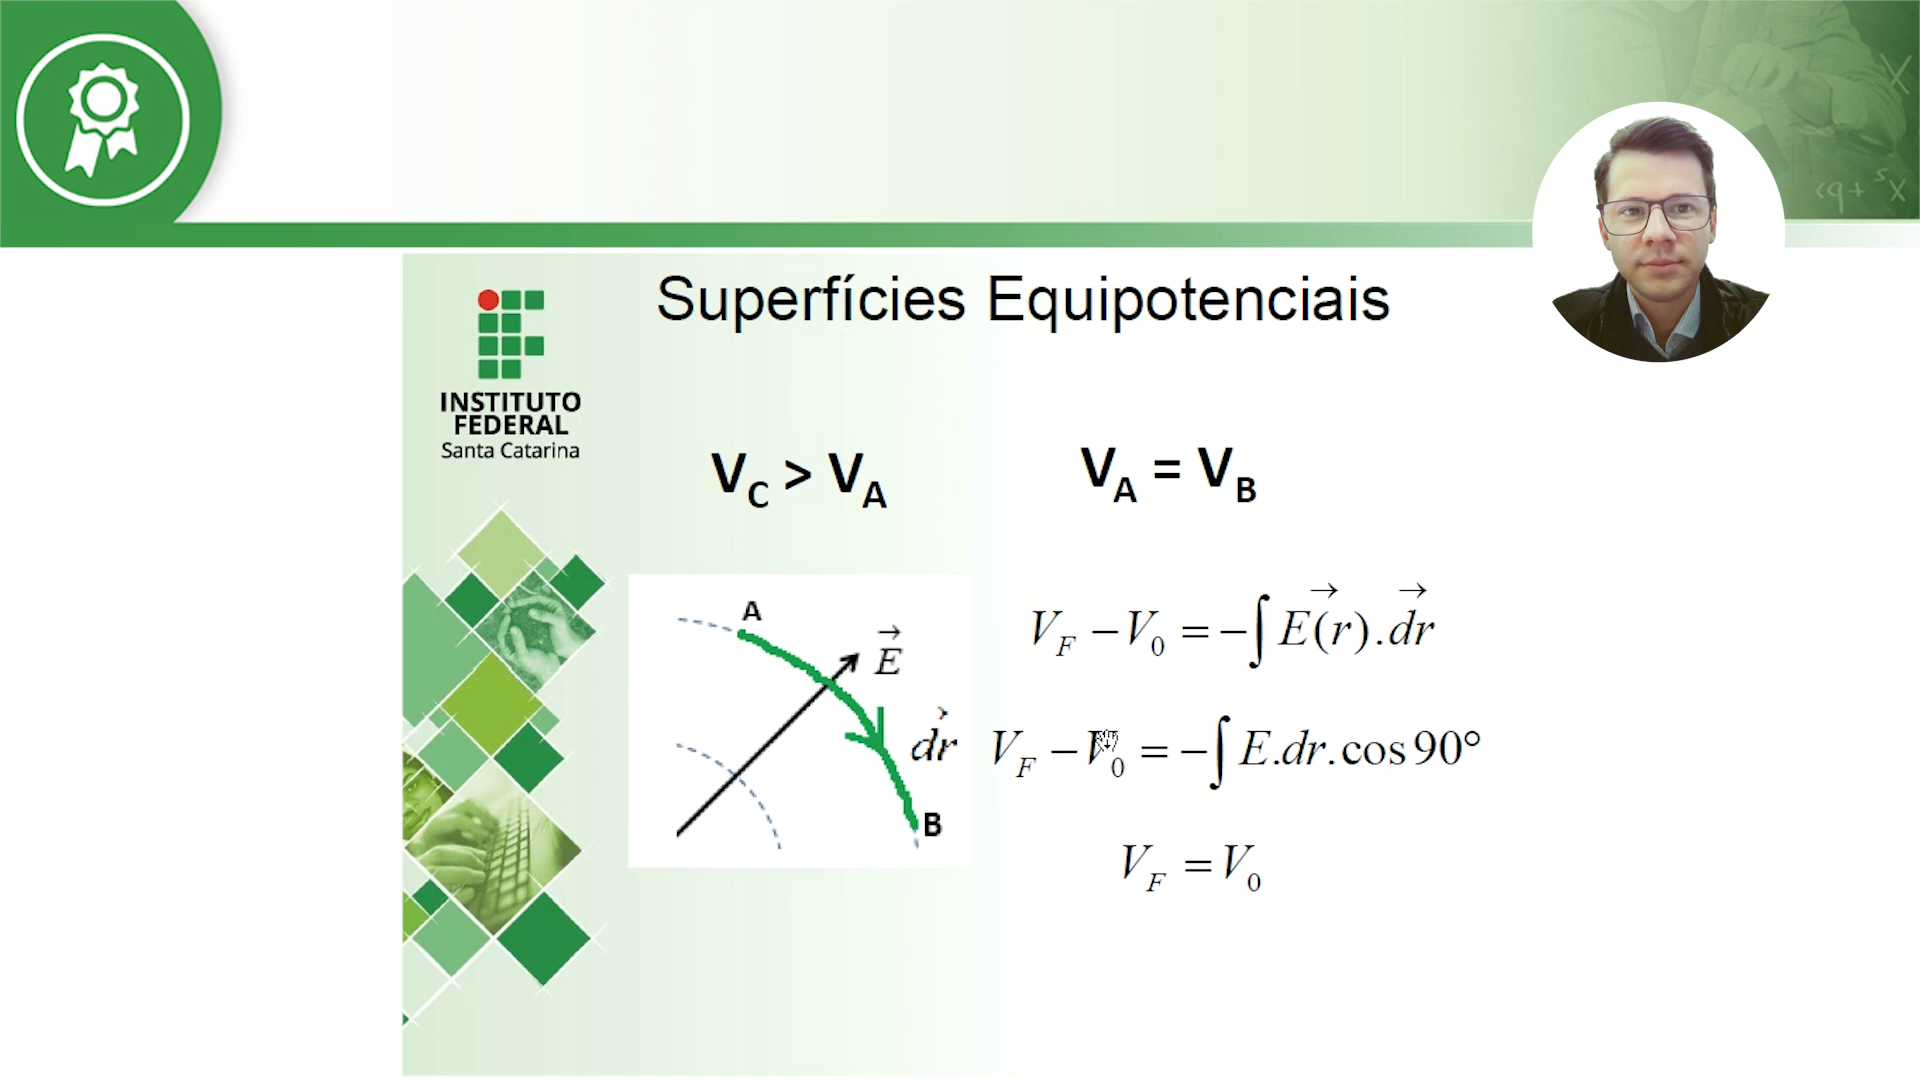 Superfícies Equipotenciais
INSTITUTO
FEDERAL
Santa Catarina
V_C > V_A
V_A = V_B
A
E⃗
dr⃗
B
V_F − V_0 = −∫ E⃗(r⃗).dr⃗
V_F − V_0 = −∫ E.dr.cos 90°
V_F = V_0